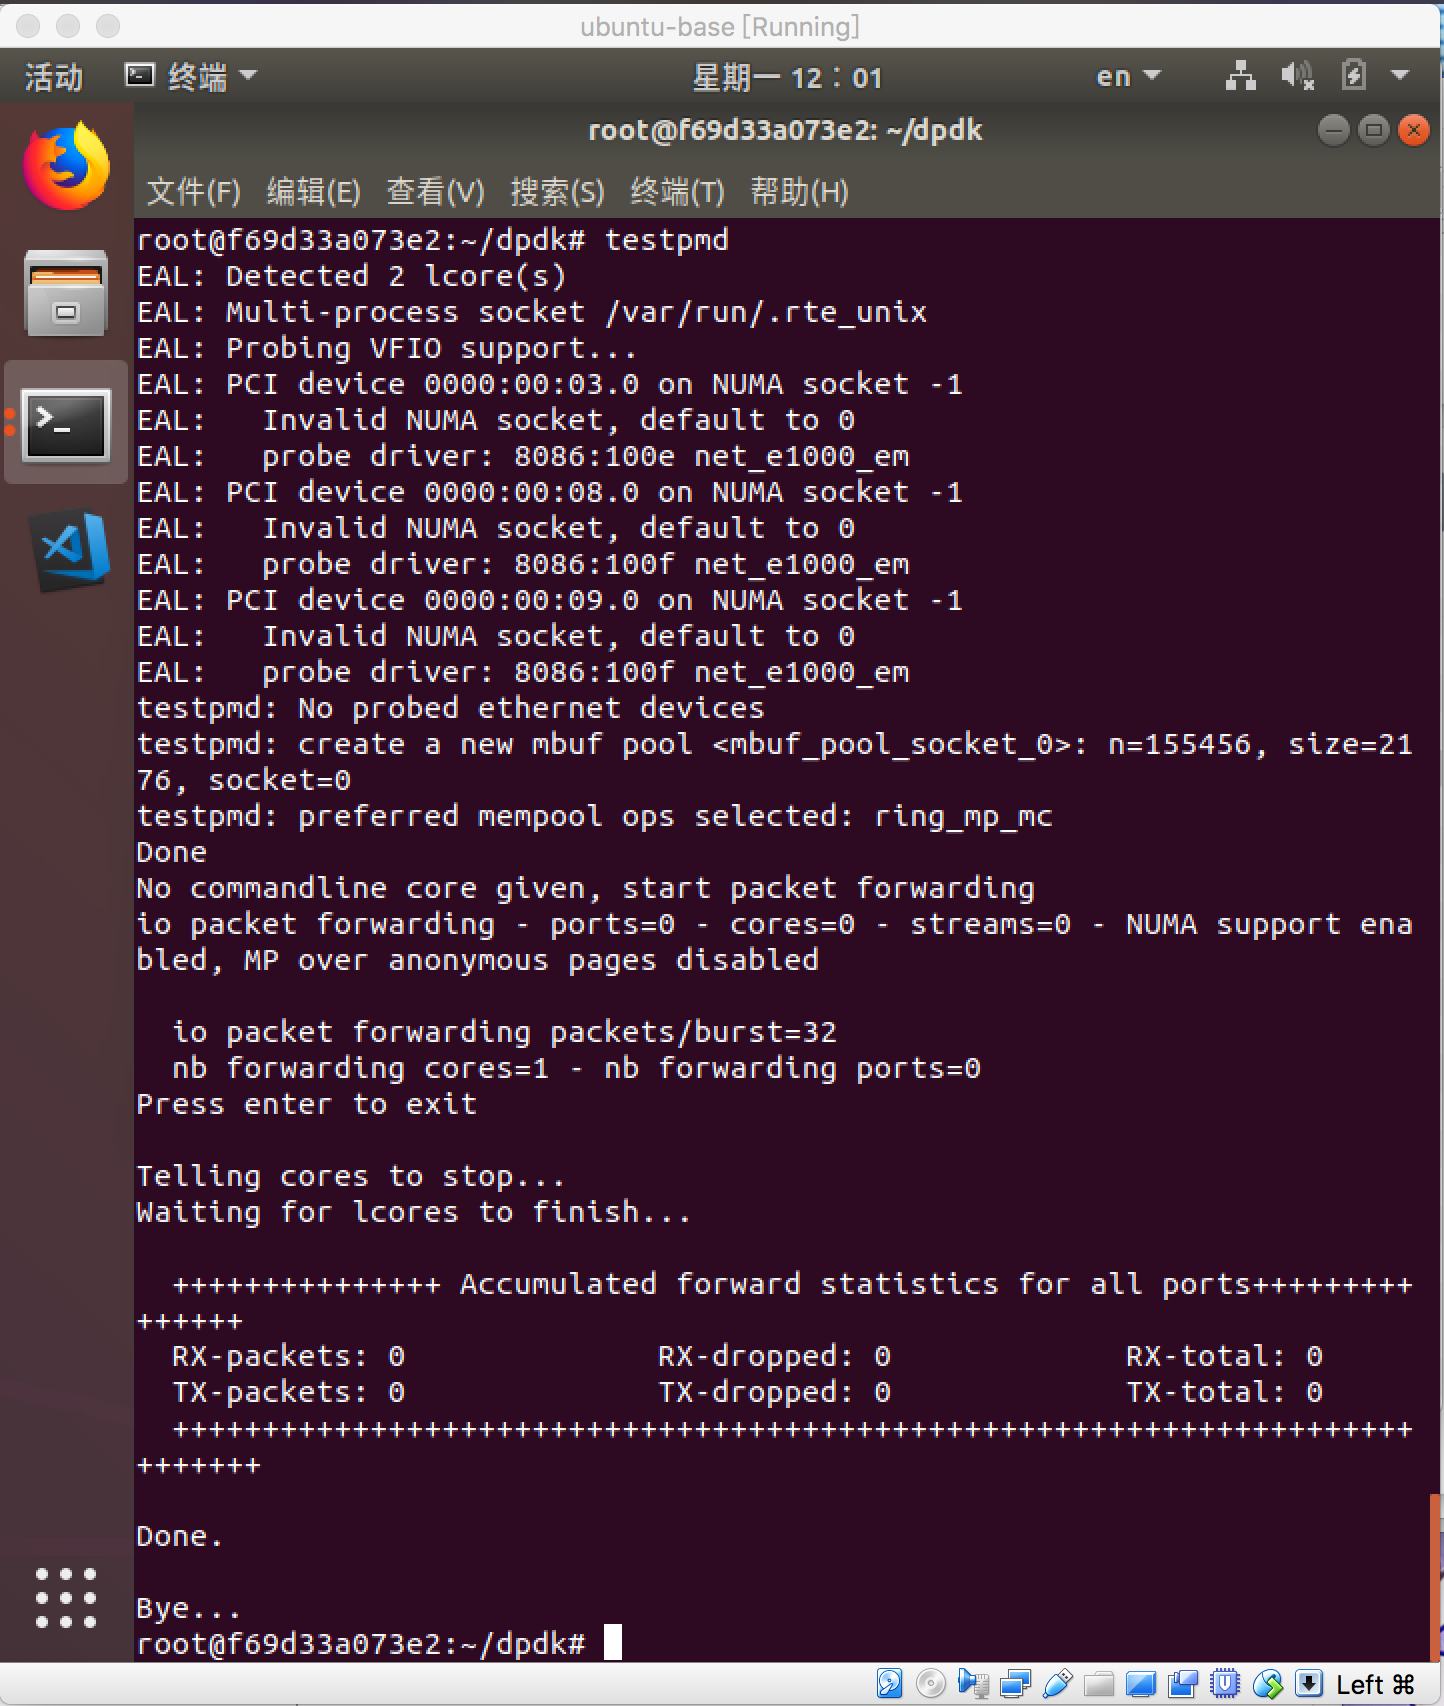 ubuntu-base [Running]
活动 终端 星期一 12：01 en
root@f69d33a073e2: ~/dpdk
文件(F) 编辑(E) 查看(V) 搜索(S) 终端(T) 帮助(H)
root@f69d33a073e2:~/dpdk# testpmd
EAL: Detected 2 lcore(s)
EAL: Multi-process socket /var/run/.rte_unix
EAL: Probing VFIO support...
EAL: PCI device 0000:00:03.0 on NUMA socket -1
EAL:   Invalid NUMA socket, default to 0
EAL:   probe driver: 8086:100e net_e1000_em
EAL: PCI device 0000:00:08.0 on NUMA socket -1
EAL:   Invalid NUMA socket, default to 0
EAL:   probe driver: 8086:100f net_e1000_em
EAL: PCI device 0000:00:09.0 on NUMA socket -1
EAL:   Invalid NUMA socket, default to 0
EAL:   probe driver: 8086:100f net_e1000_em
testpmd: No probed ethernet devices
testpmd: create a new mbuf pool <mbuf_pool_socket_0>: n=155456, size=21
76, socket=0
testpmd: preferred mempool ops selected: ring_mp_mc
Done
No commandline core given, start packet forwarding
io packet forwarding - ports=0 - cores=0 - streams=0 - NUMA support ena
bled, MP over anonymous pages disabled
  io packet forwarding packets/burst=32
  nb forwarding cores=1 - nb forwarding ports=0
Press enter to exit
Telling cores to stop...
Waiting for lcores to finish...
  +++++++++++++++ Accumulated forward statistics for all ports+++++++++
++++++
  RX-packets: 0              RX-dropped: 0             RX-total: 0
  TX-packets: 0              TX-dropped: 0             TX-total: 0
  +++++++++++++++++++++++++++++++++++++++++++++++++++++++++++++++++++++
+++++++
Done.
Bye...
root@f69d33a073e2:~/dpdk#
Left ⌘